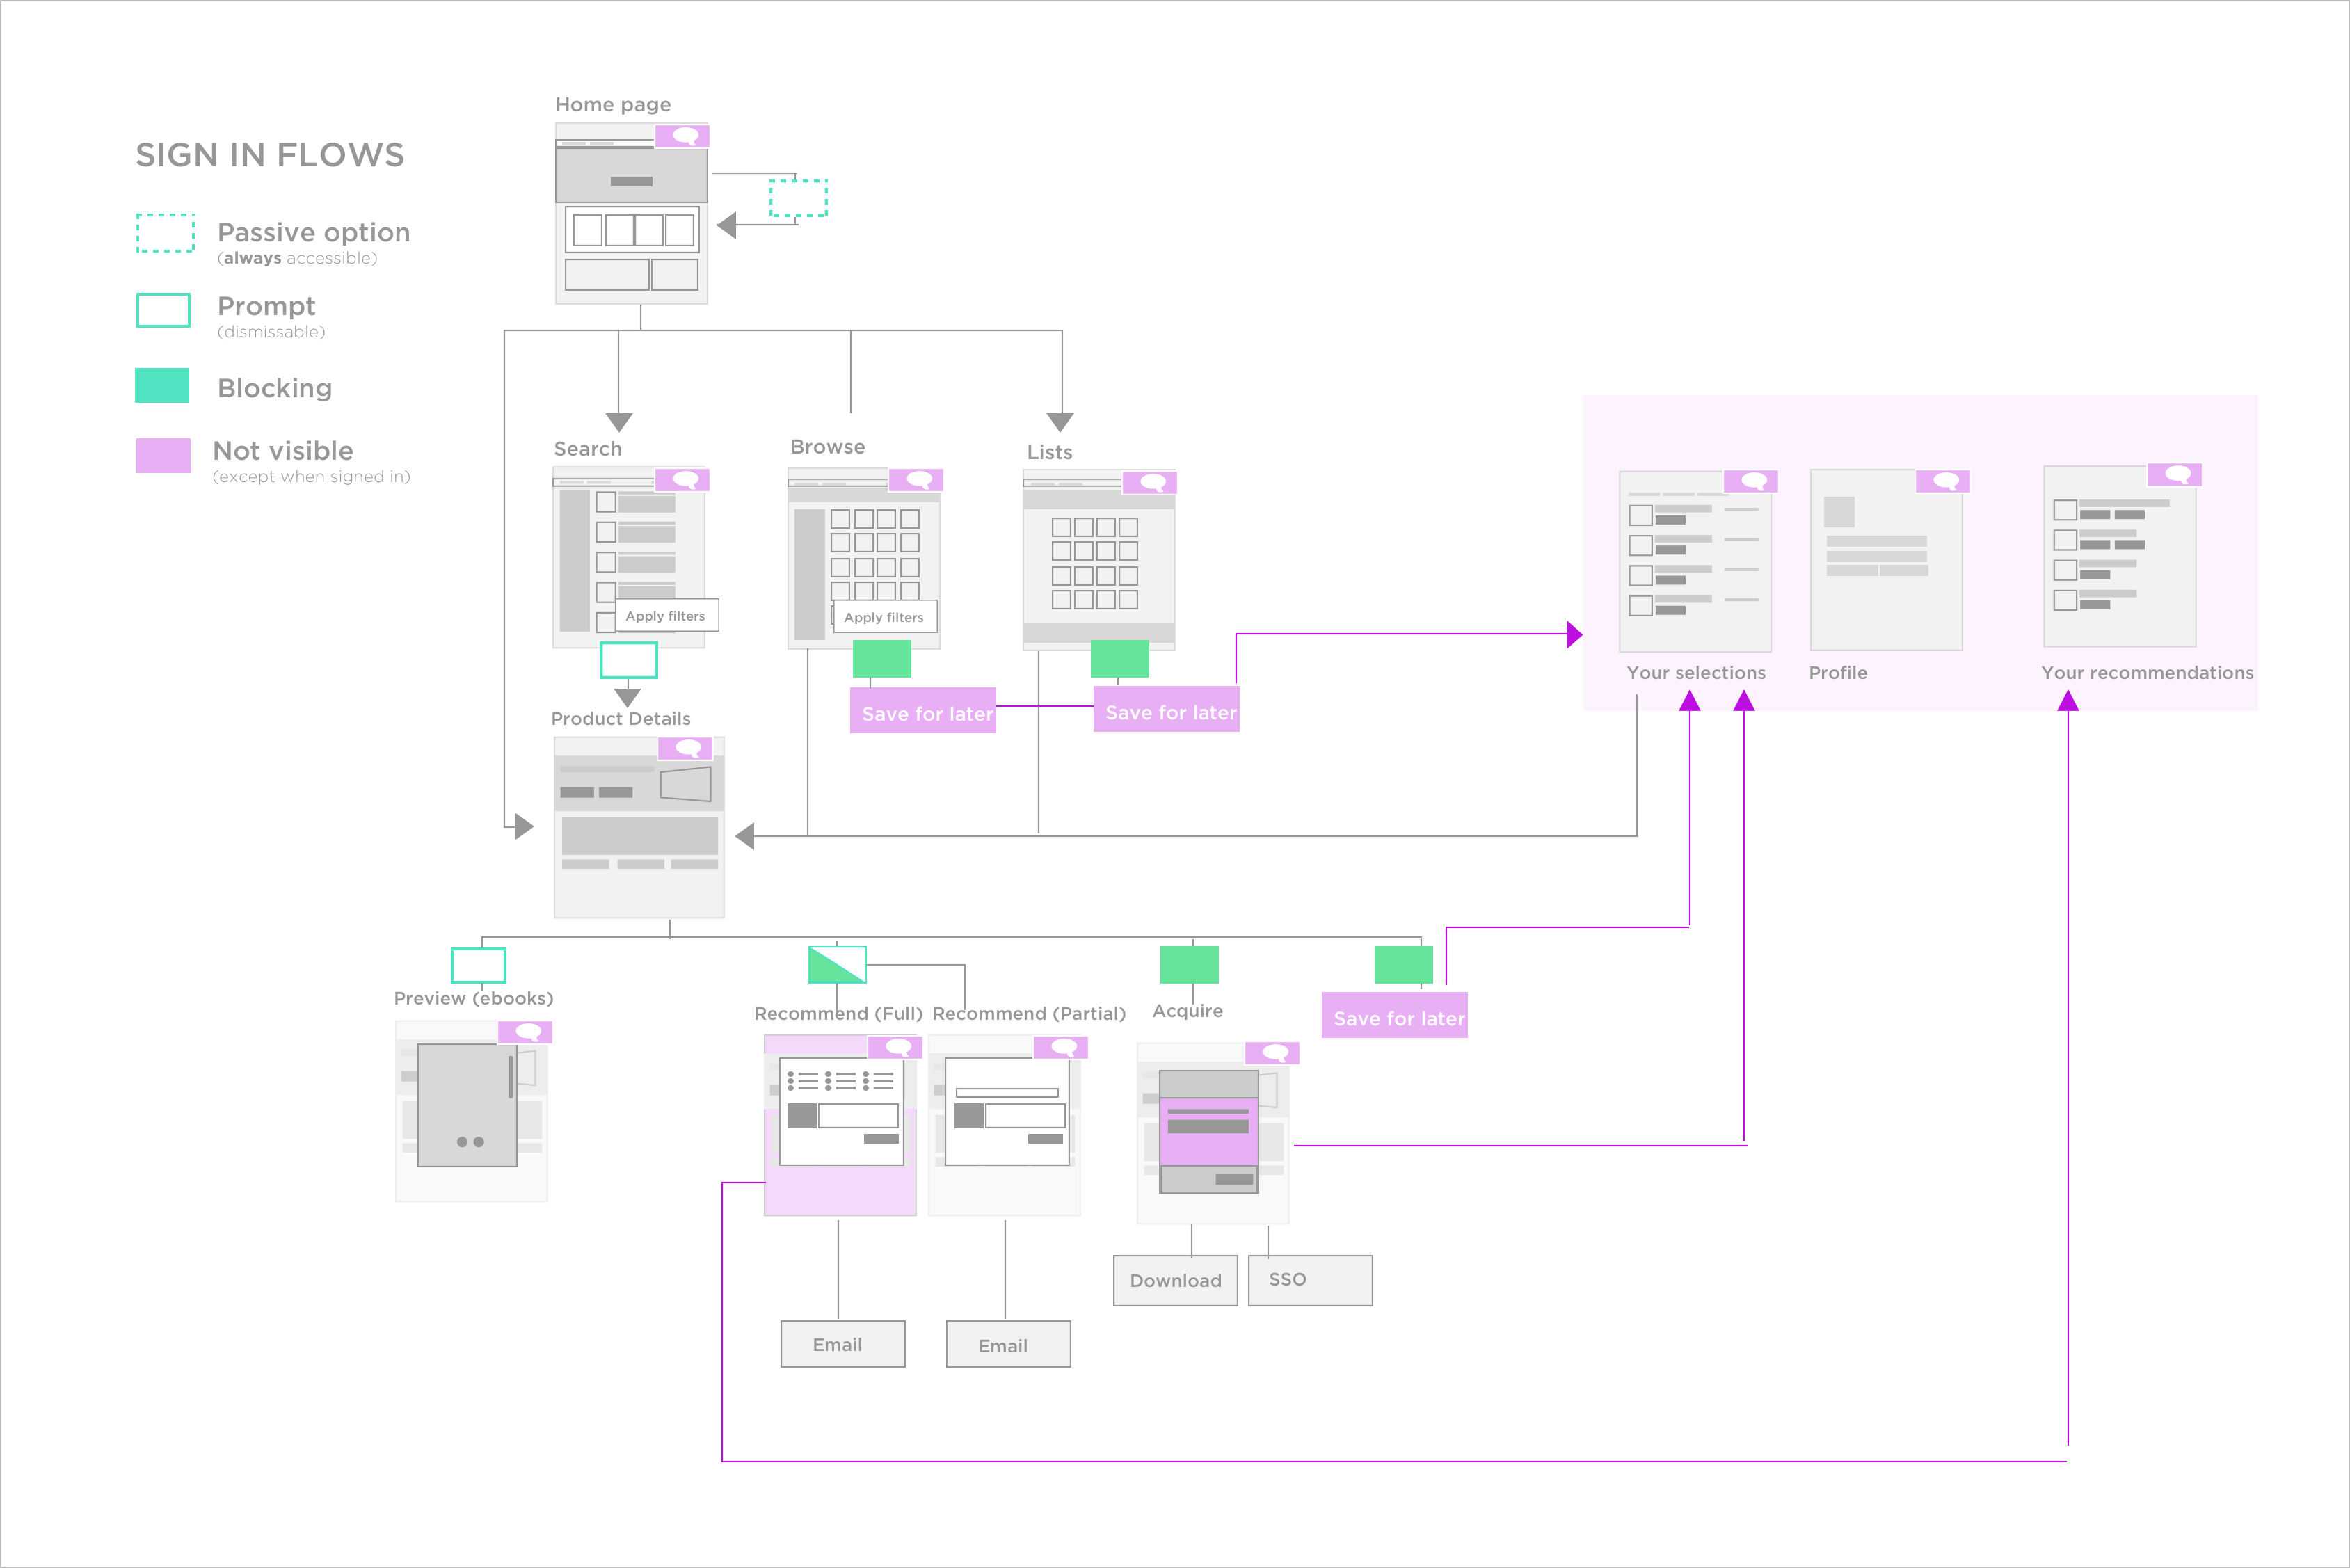 SIGN IN FLOWS
Passive option
(always accessible)
Prompt
(dismissable)
Blocking
Not visible
(except when signed in)
Home page
Search
Browse
Lists
Apply filters
Apply filters
Save for later
Save for later
Your selections
Profile
Your recommendations
Product Details
Preview (ebooks)
Recommend (Full)
Recommend (Partial)
Acquire
Save for later
Download
SSO
Email
Email